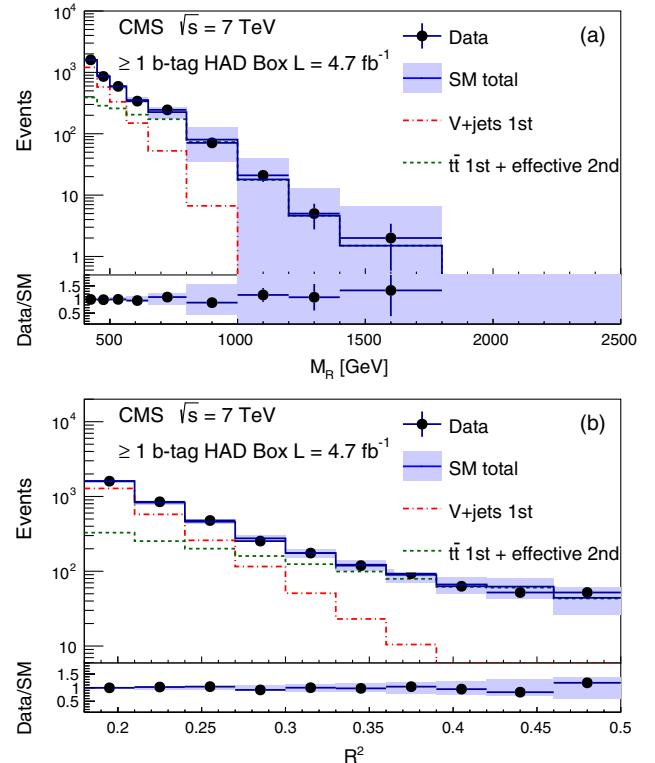 CMS √s = 7 TeV
(a)
≥ 1 b-tag HAD Box L = 4.7 fb⁻¹
Data
SM total
V+jets 1st
tt̄ 1st + effective 2nd
Events
10⁴
10³
10²
10
1
Data/SM
1.5
1
0.5
500 1000 1500 2000 2500
M_R [GeV]
CMS √s = 7 TeV
(b)
≥ 1 b-tag HAD Box L = 4.7 fb⁻¹
Data
SM total
V+jets 1st
tt̄ 1st + effective 2nd
Events
10⁴
10³
10²
10
Data/SM
1.5
1
0.5
0.2 0.25 0.3 0.35 0.4 0.45 0.5
R²